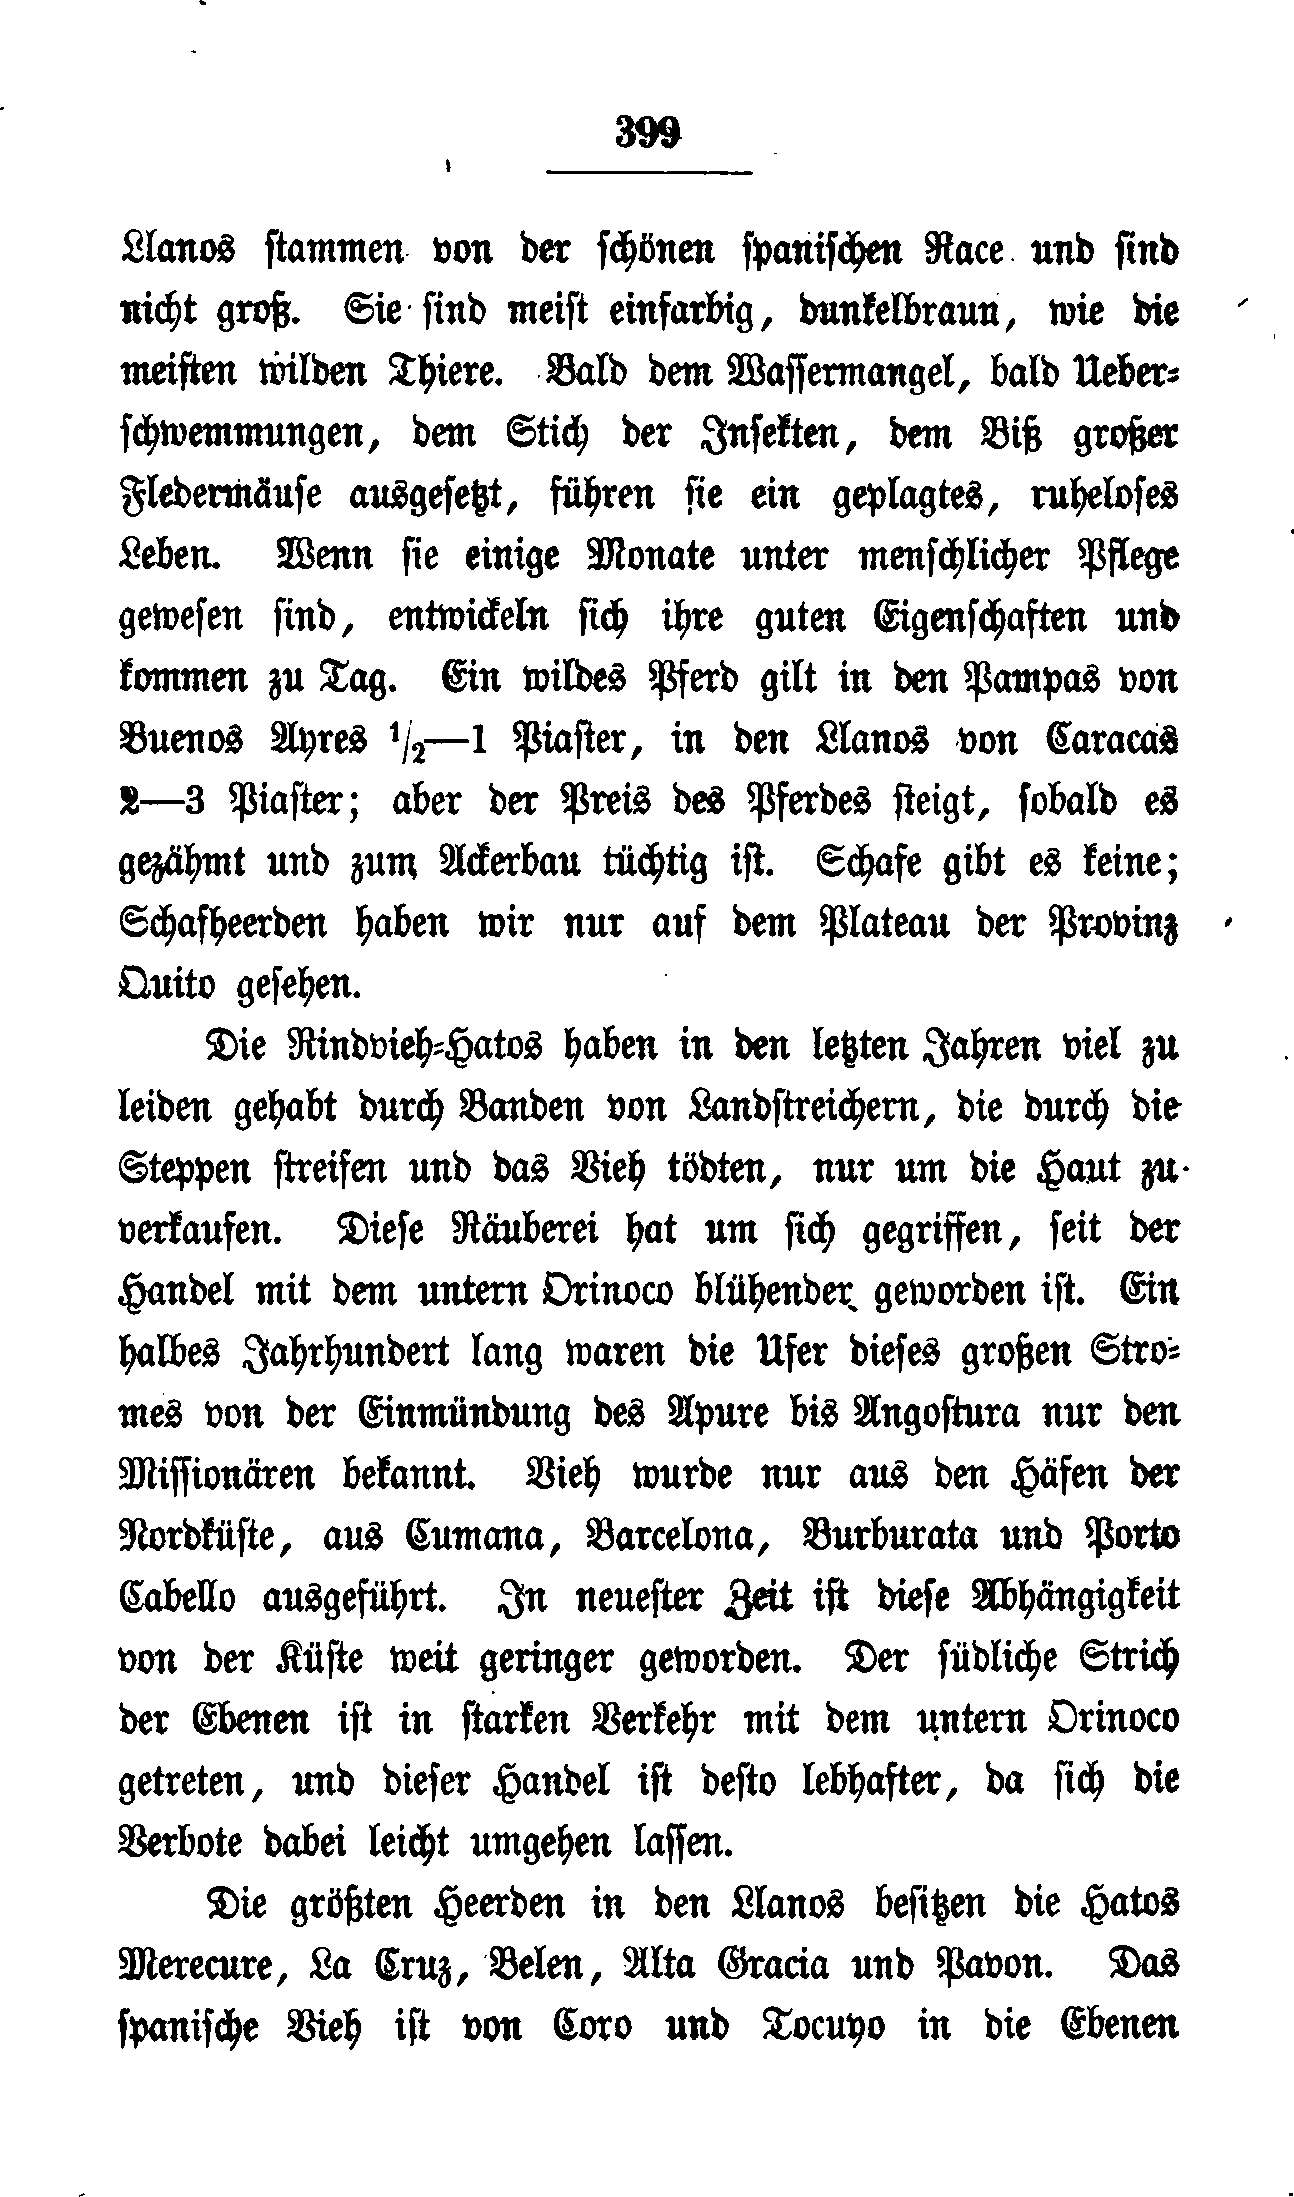 399
Llanos stammen von der schönen spanischen Race und sind
nicht groß. Sie sind meist einfarbig, dunkelbraun, wie die
meisten wilden Thiere. Bald dem Wassermangel, bald Ueber-
schwemmungen, dem Stich der Insekten, dem Biß großer
Fledermäuse ausgesetzt, führen sie ein geplagtes, ruheloses
Leben. Wenn sie einige Monate unter menschlicher Pflege
gewesen sind, entwickeln sich ihre guten Eigenschaften und
kommen zu Tag. Ein wildes Pferd gilt in den Pampas von
Buenos Ayres ½—1 Piaster, in den Llanos von Caracas
2—3 Piaster; aber der Preis des Pferdes steigt, sobald es
gezähmt und zum Ackerbau tüchtig ist. Schafe gibt es keine;
Schafheerden haben wir nur auf dem Plateau der Provinz
Quito gesehen.
Die Rindvieh-Hatos haben in den letzten Jahren viel zu
leiden gehabt durch Banden von Landstreichern, die durch die
Steppen streifen und das Vieh tödten, nur um die Haut zu
verkaufen. Diese Räuberei hat um sich gegriffen, seit der
Handel mit dem untern Orinoco blühender geworden ist. Ein
halbes Jahrhundert lang waren die Ufer dieses großen Stro-
mes von der Einmündung des Apure bis Angostura nur den
Missionären bekannt. Vieh wurde nur aus den Häfen der
Nordküste, aus Cumana, Barcelona, Burburata und Porto
Cabello ausgeführt. In neuester Zeit ist diese Abhängigkeit
von der Küste weit geringer geworden. Der südliche Strich
der Ebenen ist in starken Verkehr mit dem untern Orinoco
getreten, und dieser Handel ist desto lebhafter, da sich die
Verbote dabei leicht umgehen lassen.
Die größten Heerden in den Llanos besitzen die Hatos
Merecure, La Cruz, Belen, Alta Gracia und Pavon. Das
spanische Vieh ist von Coro und Tocuyo in die Ebenen